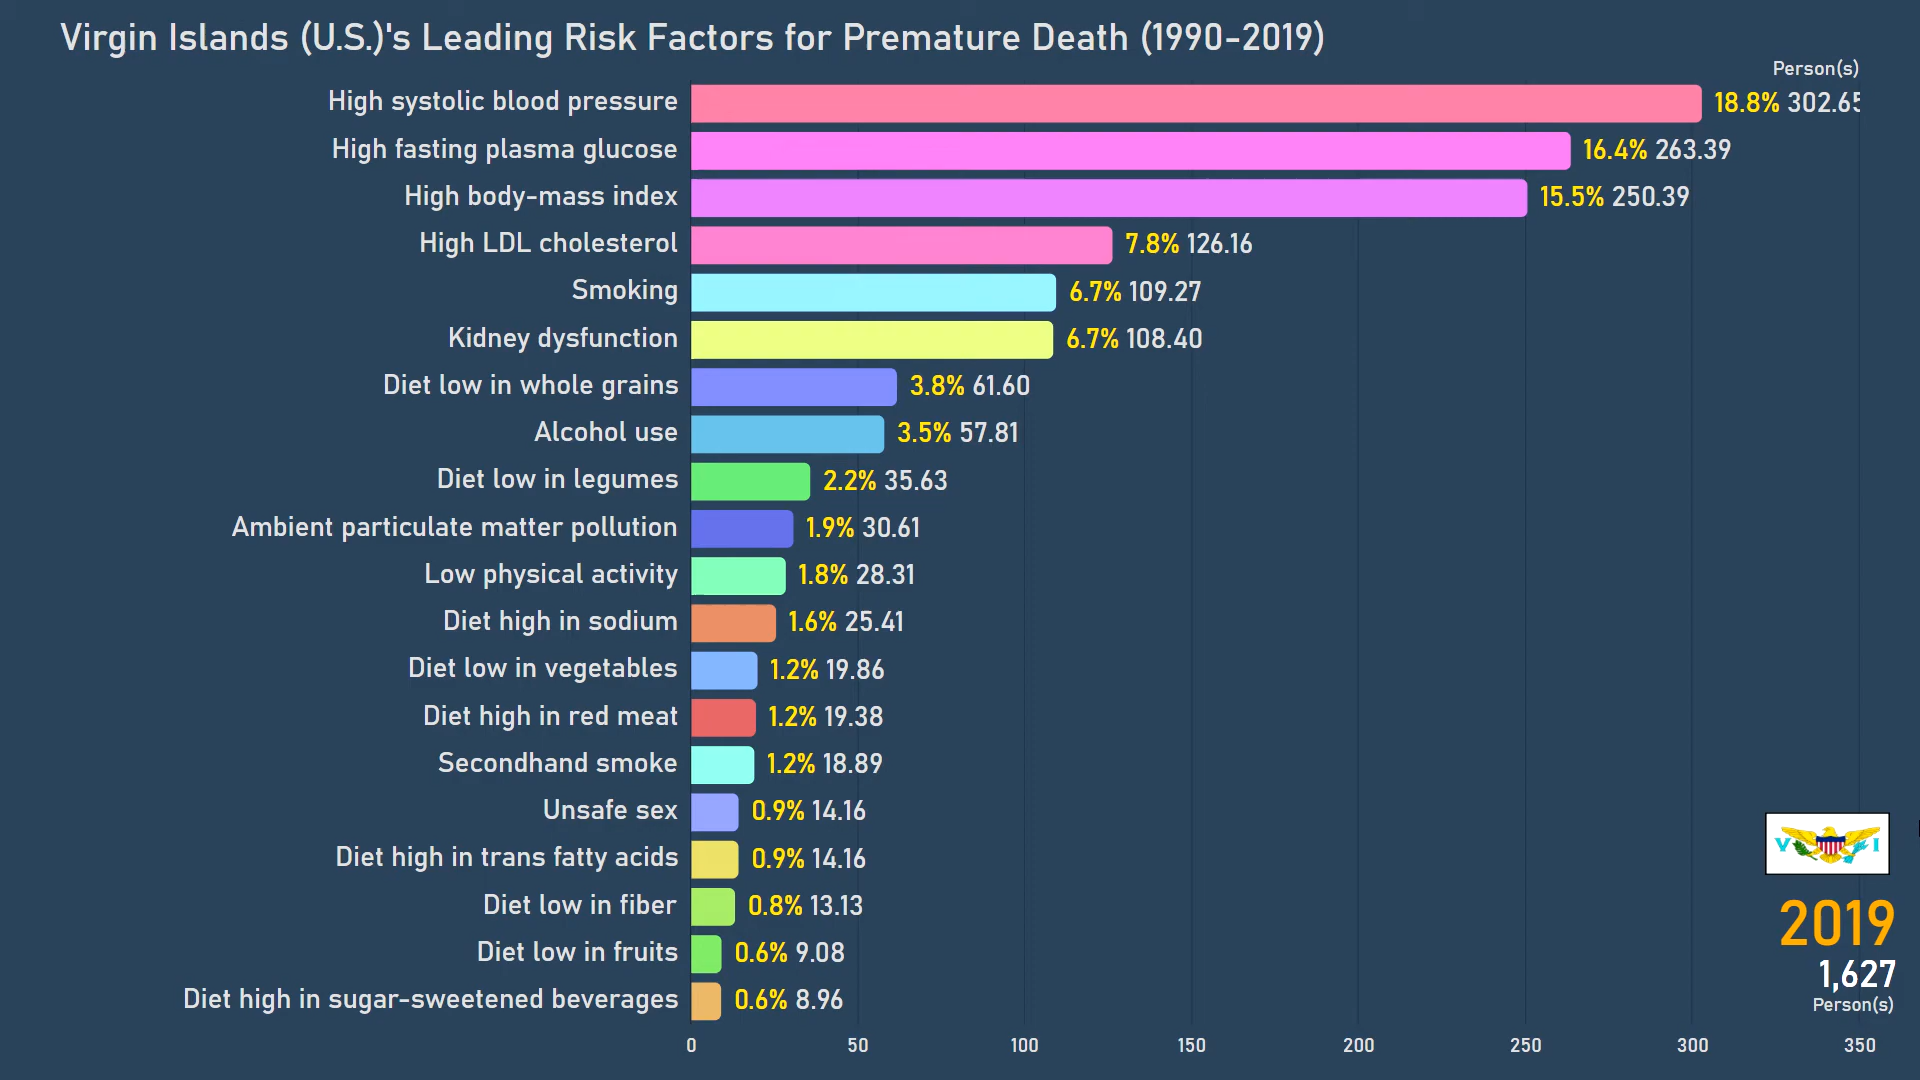 Virgin Islands (U.S.)'s Leading Risk Factors for Premature Death (1990-2019)
Person(s)
High systolic blood pressure 18.8% 302.65
High fasting plasma glucose 16.4% 263.39
High body-mass index 15.5% 250.39
High LDL cholesterol 7.8% 126.16
Smoking 6.7% 109.27
Kidney dysfunction 6.7% 108.40
Diet low in whole grains 3.8% 61.60
Alcohol use 3.5% 57.81
Diet low in legumes 2.2% 35.63
Ambient particulate matter pollution 1.9% 30.61
Low physical activity 1.8% 28.31
Diet high in sodium 1.6% 25.41
Diet low in vegetables 1.2% 19.86
Diet high in red meat 1.2% 19.38
Secondhand smoke 1.2% 18.89
Unsafe sex 0.9% 14.16
Diet high in trans fatty acids 0.9% 14.16
V I
Diet low in fiber 0.8% 13.13
2019
Diet low in fruits 0.6% 9.08
1,627
Diet high in sugar-sweetened beverages 0.6% 8.96
Person(s)
0 50 100 150 200 250 300 350